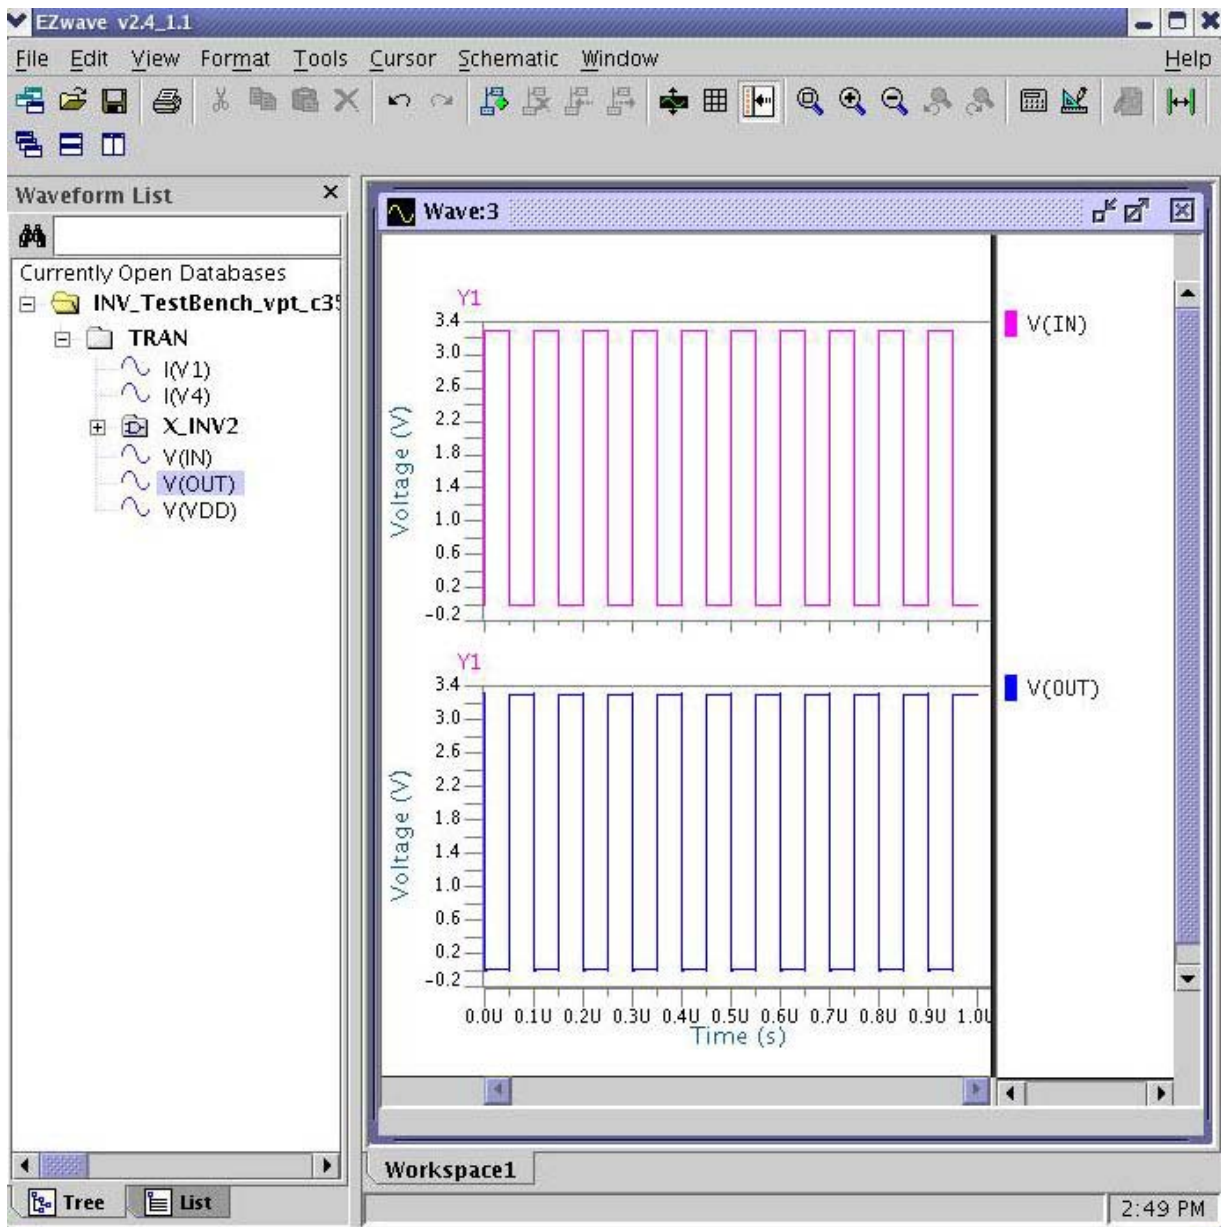 EZwave v2.4_1.1
File Edit View Format Tools Cursor Schematic Window Help
Waveform List
Currently Open Databases
INV_TestBench_vpt_c35
TRAN
I(V1)
I(V4)
X_INV2
V(IN)
V(OUT)
V(VDD)
Tree
List
Wave:3
Y1
3.4
3.0
2.6
2.2
1.8
1.4
1.0
0.6
0.2
-0.2
Voltage (V)
V(IN)
Y1
3.4
3.0
2.6
2.2
1.8
1.4
1.0
0.6
0.2
-0.2
Voltage (V)
V(OUT)
0.0U 0.1U 0.2U 0.3U 0.4U 0.5U 0.6U 0.7U 0.8U 0.9U 1.0U
Time (s)
Workspace1
2:49 PM